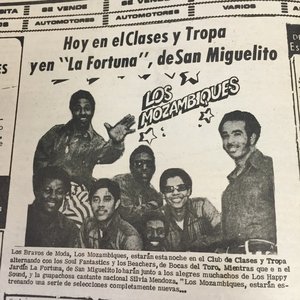 NTA
SE VENDE
DE VENTA
VARIOS
AUTOMOTORES
AUTOMOTORES
AUTOMOTORES
Hoy en el Clases y Tropa
y en "La Fortuna", de San Miguelito
LOS
MOZAMBIQUES
Los Bravos de Moda, Los Mozambiques, estarán esta noche en el Club de Clases y Tropa
alternando con los Soul Fantastics y los Beachers, de Bocas del Toro, Mientras que e n el
Jardín La Fortuna, de San Miguelito lo harán junto a los alegres muchachos de Los Happy
Sound, y la guapachosa cantante nacional Silvia Mendoza, "Los Mozambiques, estarán es-
trenando una serie de selecciones completamente nuevas...